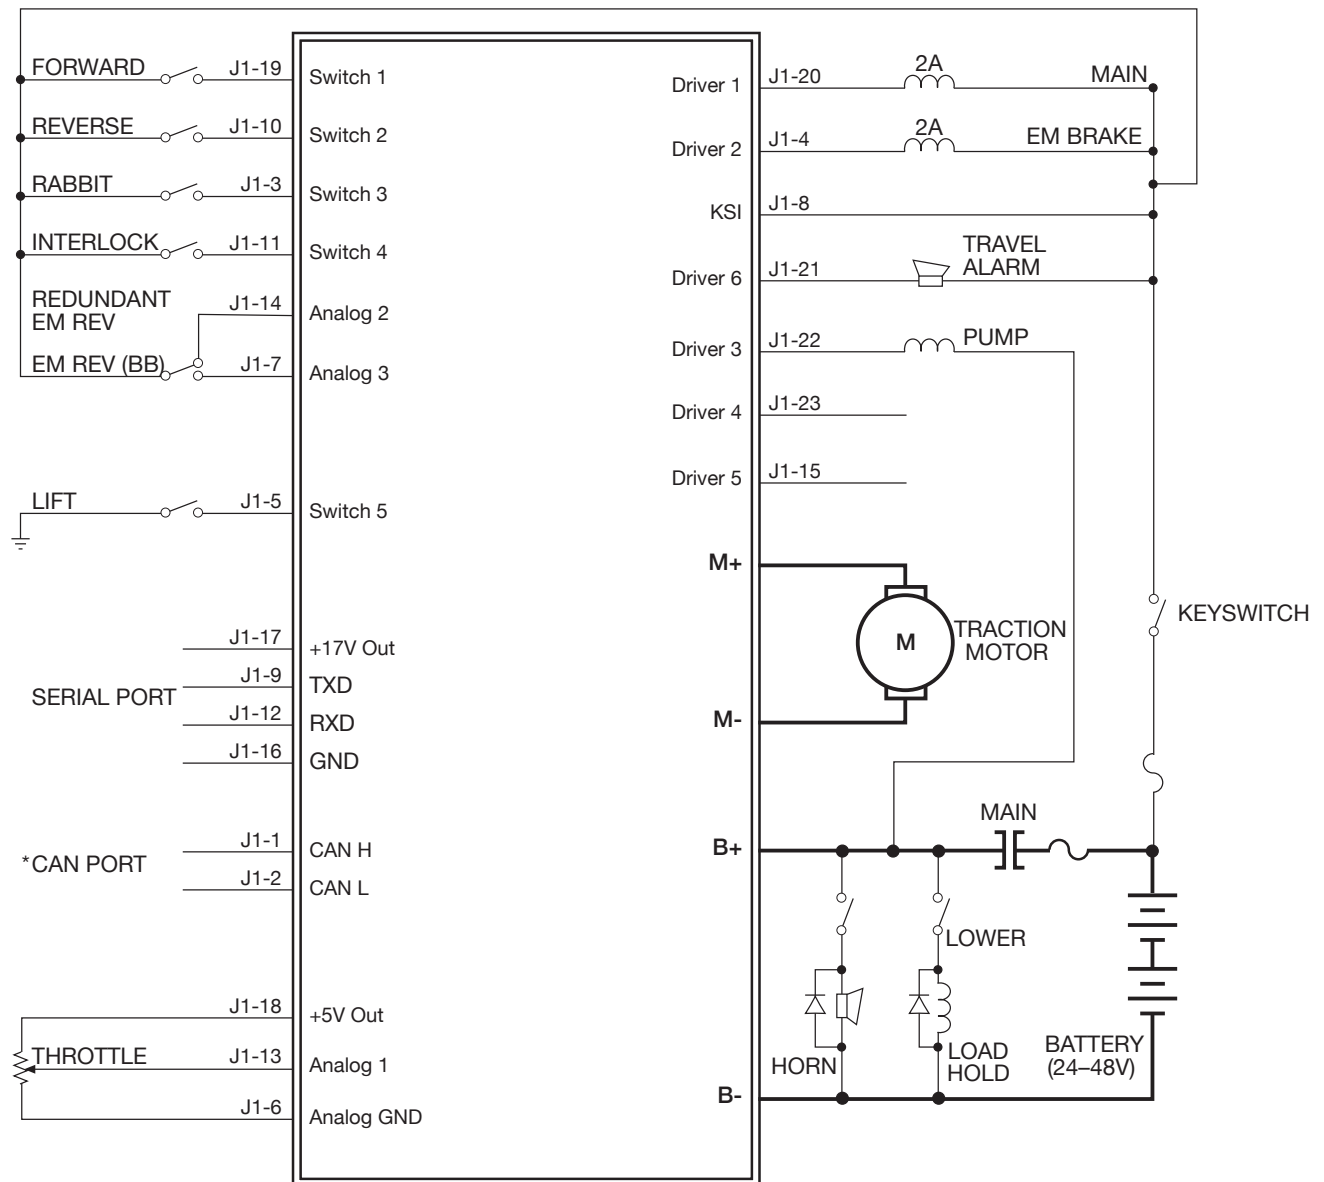 FORWARD J1-19 Switch 1
REVERSE J1-10 Switch 2
RABBIT J1-3 Switch 3
INTERLOCK J1-11 Switch 4
REDUNDANT
EM REV
J1-14 Analog 2
EM REV (BB) J1-7 Analog 3
LIFT J1-5 Switch 5
SERIAL PORT
J1-17 +17V Out
J1-9 TXD
J1-12 RXD
J1-16 GND
*CAN PORT
J1-1 CAN H
J1-2 CAN L
J1-18 +5V Out
THROTTLE J1-13 Analog 1
J1-6 Analog GND
Driver 1 J1-20 2A MAIN
Driver 2 J1-4 2A EM BRAKE
KSI J1-8
Driver 6 J1-21 TRAVEL
ALARM
Driver 3 J1-22 PUMP
Driver 4 J1-23
Driver 5 J1-15
M+
M
TRACTION
MOTOR
M-
KEYSWITCH
B+
MAIN
LOWER
HORN
LOAD
HOLD
BATTERY
(24–48V)
B-